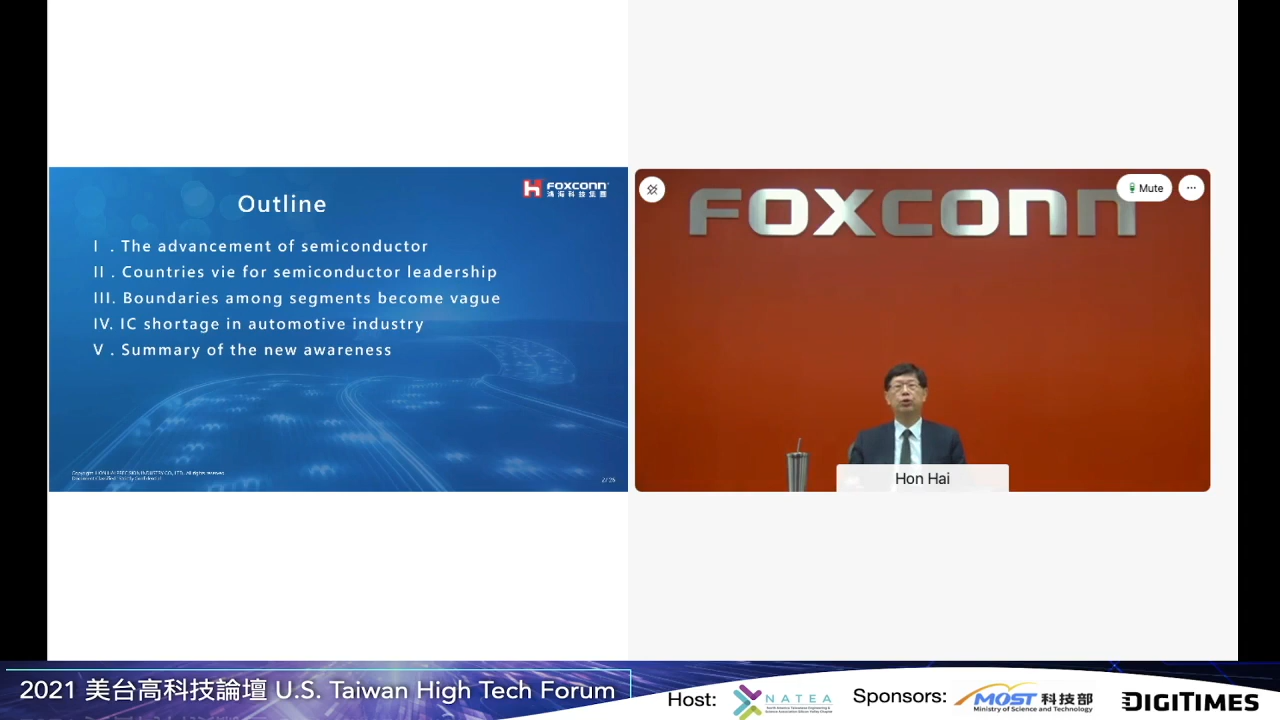 FOXCONN
鴻海科技集團
Outline
I . The advancement of semiconductor
II . Countries vie for semiconductor leadership
III. Boundaries among segments become vague
IV. IC shortage in automotive industry
V . Summary of the new awareness
2/25
Mute
FOXCONN
Hon Hai
2021 美台高科技論壇 U.S. Taiwan High Tech Forum
Host:
NATEA
Sponsors:
MOST 科技部
Ministry of Science and Technology
DIGITIMES